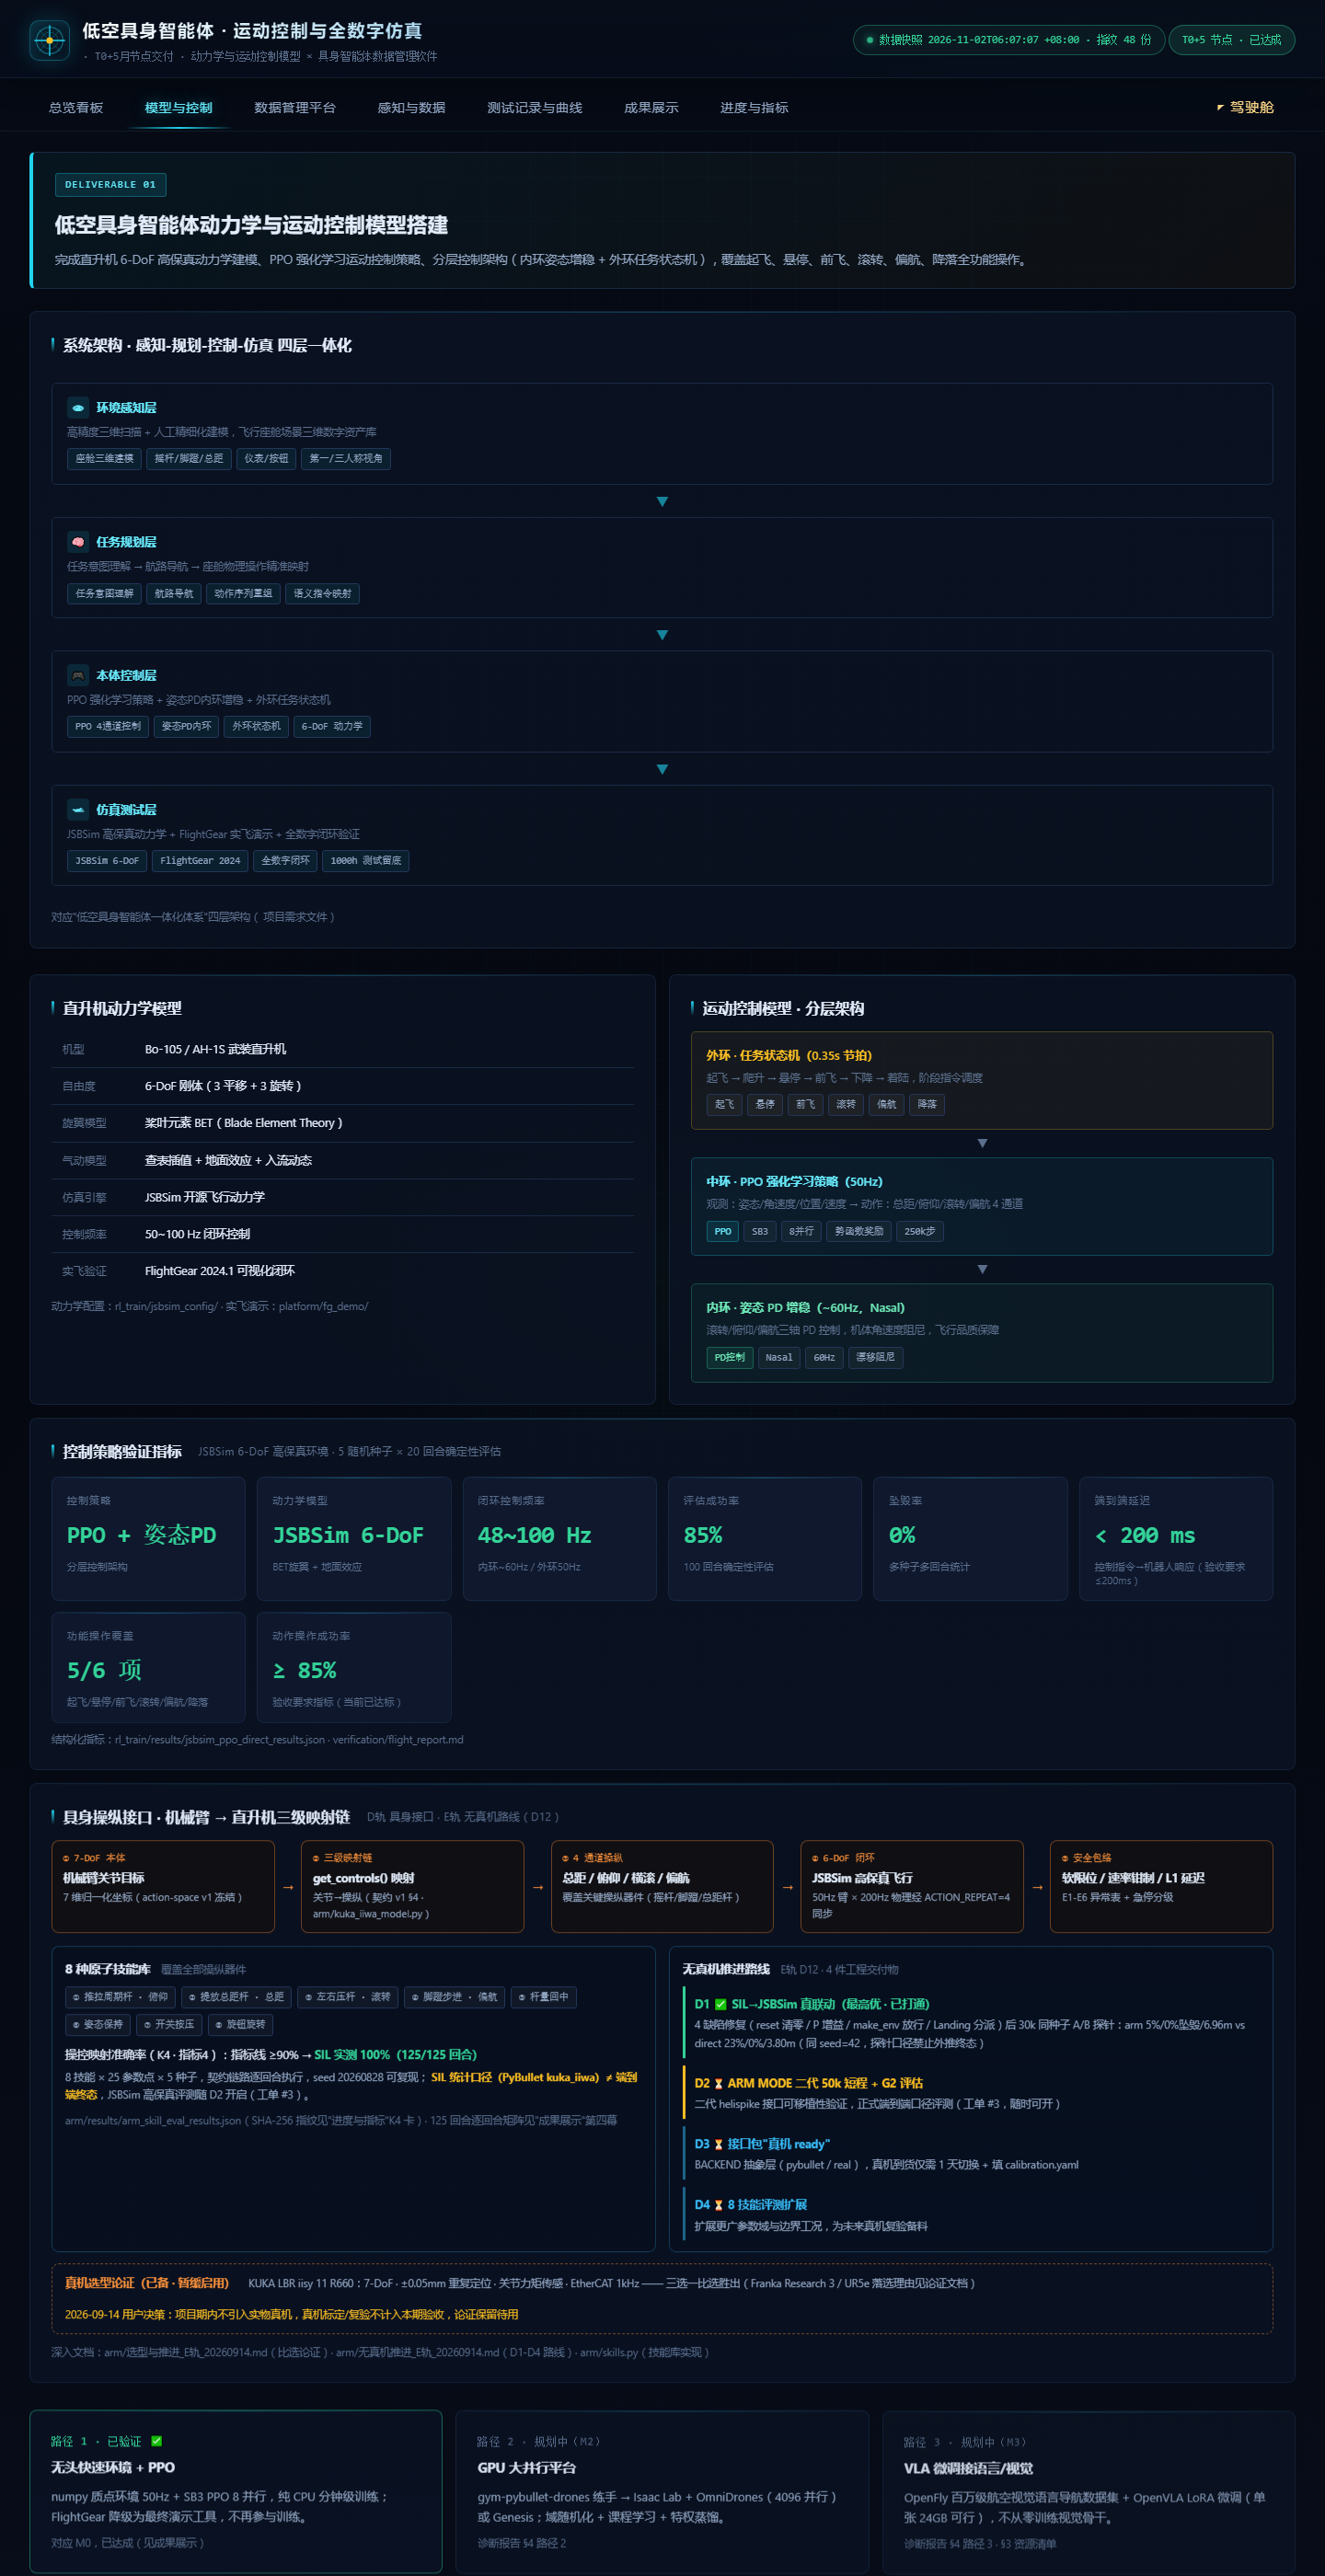 低空具身智能体 · 运动控制与全数字仿真
· T0+5月节点交付 · 动力学与运动控制模型 × 具身智能体数据管理软件
数据快照 2026-11-02T06:07:07 +08:00 · 指纹 48 份
T0+5 节点 · 已达成
总览看板
模型与控制
数据管理平台
感知与数据
测试记录与曲线
成果展示
进度与指标
驾驶舱
DELIVERABLE 01
低空具身智能体动力学与运动控制模型搭建
完成直升机 6-DoF 高保真动力学建模、PPO 强化学习运动控制策略、分层控制架构（内环姿态增稳 + 外环任务状态机），覆盖起飞、悬停、前飞、滚转、偏航、降落全功能操作。
系统架构 · 感知-规划-控制-仿真 四层一体化
环境感知层
高精度三维扫描 + 人工精细化建模，飞行座舱场景三维数字资产库
座舱三维建模
摇杆/脚蹬/总距
仪表/按钮
第一/三人称视角
▼
任务规划层
任务意图理解 → 航路导航 → 座舱物理操作精准映射
任务意图理解
航路导航
动作序列重组
语义指令映射
▼
本体控制层
PPO 强化学习策略 + 姿态PD内环增稳 + 外环任务状态机
PPO 4通道控制
姿态PD内环
外环状态机
6-DoF 动力学
▼
仿真测试层
JSBSim 高保真动力学 + FlightGear 实飞演示 + 全数字闭环验证
JSBSim 6-DoF
FlightGear 2024
全数字闭环
1000h 测试留底
对应"低空具身智能体一体化体系"四层架构（ 项目需求文件）
直升机动力学模型
机型 Bo-105 / AH-1S 武装直升机
自由度 6-DoF 刚体（3 平移 + 3 旋转）
旋翼模型 桨叶元素 BET（Blade Element Theory）
气动模型 查表插值 + 地面效应 + 入流动态
仿真引擎 JSBSim 开源飞行动力学
控制频率 50~100 Hz 闭环控制
实飞验证 FlightGear 2024.1 可视化闭环
动力学配置：rl_train/jsbsim_config/ · 实飞演示：platform/fg_demo/
运动控制模型 · 分层架构
外环 · 任务状态机（0.35s 节拍）
起飞 → 爬升 → 悬停 → 前飞 → 下降 → 着陆，阶段指令调度
起飞
悬停
前飞
滚转
偏航
降落
▼
中环 · PPO 强化学习策略（50Hz）
观测：姿态/角速度/位置/速度 → 动作：总距/俯仰/滚转/偏航 4 通道
PPO
SB3
8并行
势函数奖励
250k步
▼
内环 · 姿态 PD 增稳（~60Hz，Nasal）
滚转/俯仰/偏航三轴 PD 控制，机体角速度阻尼，飞行品质保障
PD控制
Nasal
60Hz
漂移阻尼
控制策略验证指标 JSBSim 6-DoF 高保真环境 · 5 随机种子 × 20 回合确定性评估
控制策略
PPO + 姿态PD
分层控制架构
动力学模型
JSBSim 6-DoF
BET旋翼 + 地面效应
闭环控制频率
48~100 Hz
内环~60Hz / 外环50Hz
评估成功率
85%
100 回合确定性评估
坠毁率
0%
多种子多回合统计
端到端延迟
< 200 ms
控制指令→机器人响应（验收要求
≤200ms）
功能操作覆盖
5/6 项
起飞/悬停/前飞/滚转/偏航/降落
动作操作成功率
≥ 85%
验收要求指标（当前已达标）
结构化指标：rl_train/results/jsbsim_ppo_direct_results.json · verification/flight_report.md
具身操纵接口 · 机械臂 → 直升机三级映射链 D轨 具身接口 · E轨 无真机路线（D12）
① 7-DoF 本体
机械臂关节目标
7 维归一化坐标（action-space v1 冻结）
→
② 三级映射链
get_controls() 映射
关节→操纵（契约 v1 §4 ·
arm/kuka_iiwa_model.py）
→
③ 4 通道操纵
总距 / 俯仰 / 横滚 / 偏航
覆盖关键操纵器件（摇杆/脚蹬/总距杆）
→
④ 6-DoF 闭环
JSBSim 高保真飞行
50Hz 臂 × 200Hz 物理经 ACTION_REPEAT=4
同步
→
⑤ 安全包络
软限位 / 速率钳制 / L1 延迟
E1-E6 异常表 + 急停分级
8 种原子技能库 覆盖全部操纵器件
① 推拉周期杆 · 俯仰
② 提放总距杆 · 总距
③ 左右压杆 · 滚转
④ 脚蹬步进 · 偏航
⑤ 杆量回中
⑥ 姿态保持
⑦ 开关按压
⑧ 旋钮旋转
操控映射准确率（K4 · 指标4）：指标线 ≥90% → SIL 实测 100%（125/125 回合）
8 技能 × 25 参数点 × 5 种子，契约链路逐回合执行，seed 20260828 可复现； SIL 统计口径（PyBullet kuka_iiwa）≠ 端到
端终态，JSBSim 高保真评测随 D2 开启（工单 #3）。
arm/results/arm_skill_eval_results.json（SHA-256 指纹见"进度与指标"K4 卡）· 125 回合逐回合矩阵见"成果展示"第四幕
无真机推进路线 E轨 D12 · 4 件工程交付物
D1 ✅ SIL→JSBSim 真联动（最高优 · 已打通）
4 缺陷修复（reset 清零 / P 增益 / make_env 放行 / Landing 分派）后 30k 同种子 A/B 探针：arm 5%/0%坠毁/6.96m vs
direct 23%/0%/3.80m（同 seed=42，探针口径禁止外推终态）
D2 ⏳ ARM MODE 二代 50k 短程 + G2 评估
二代 helispike 接口可移植性验证，正式端到端口径评测（工单 #3，随时可开）
D3 ⏳ 接口包"真机 ready"
BACKEND 抽象层（pybullet / real），真机到货仅需 1 天切换 + 填 calibration.yaml
D4 ⏳ 8 技能评测扩展
扩展更广参数域与边界工况，为未来真机复验备料
真机选型论证（已备 · 暂缓启用） KUKA LBR iisy 11 R660：7-DoF · ±0.05mm 重复定位 · 关节力矩传感 · EtherCAT 1kHz —— 三选一比选胜出（Franka Research 3 / UR5e 落选理由见论证文档）
2026-09-14 用户决策：项目期内不引入实物真机，真机标定/复验不计入本期验收，论证保留待用
深入文档：arm/选型与推进_E轨_20260914.md（比选论证）· arm/无真机推进_E轨_20260914.md（D1-D4 路线）· arm/skills.py（技能库实现）
路径 1 · 已验证 ✅
无头快速环境 + PPO
numpy 质点环境 50Hz + SB3 PPO 8 并行，纯 CPU 分钟级训练；
FlightGear 降级为最终演示工具，不再参与训练。
对应 M0，已达成（见成果展示）
路径 2 · 规划中（M2）
GPU 大并行平台
gym-pybullet-drones 练手 → Isaac Lab + OmniDrones（4096 并行）
或 Genesis；域随机化 + 课程学习 + 特权蒸馏。
诊断报告 §4 路径 2
路径 3 · 规划中（M3）
VLA 微调接语言/视觉
OpenFly 百万级航空视觉语言导航数据集 + OpenVLA LoRA 微调（单
张 24GB 可行），不从零训练视觉骨干。
诊断报告 §4 路径 3 · §3 资源清单